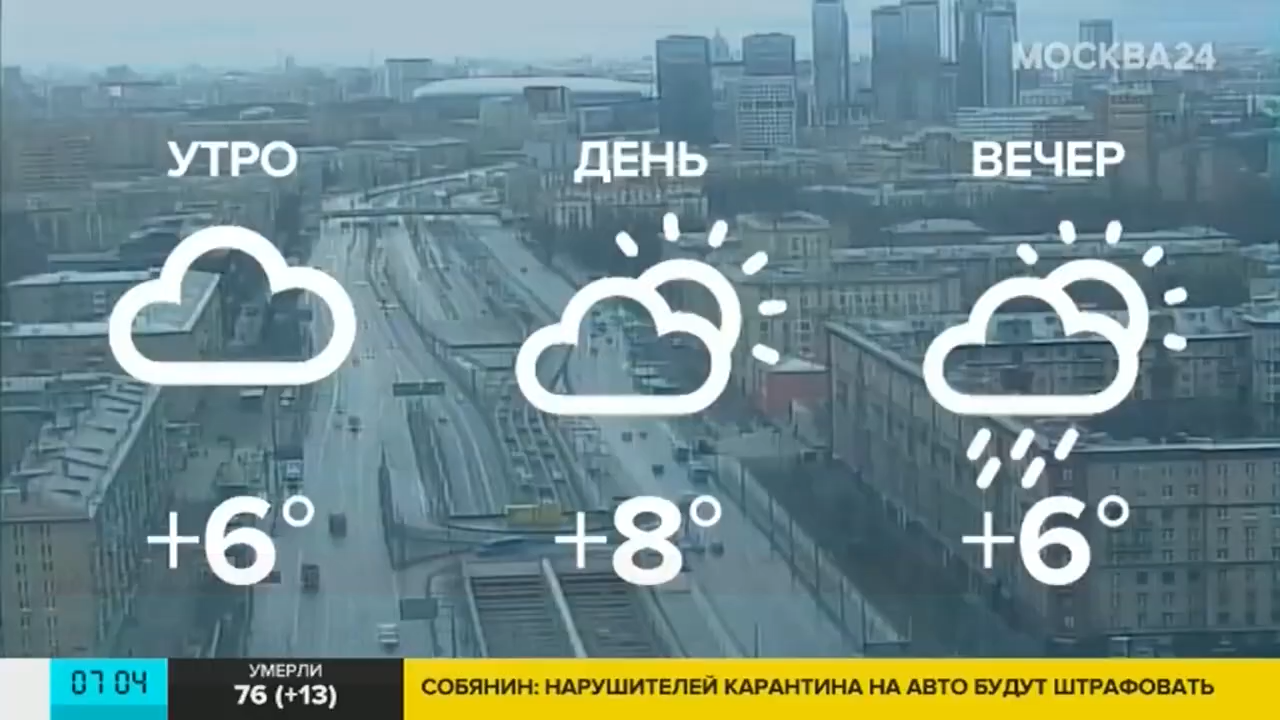 МОСКВА24
УТРО ДЕНЬ ВЕЧЕР
+6° +8° +6°
07 04
УМЕРЛИ
76 (+13)
СОБЯНИН: НАРУШИТЕЛЕЙ КАРАНТИНА НА АВТО БУДУТ ШТРАФОВАТЬ